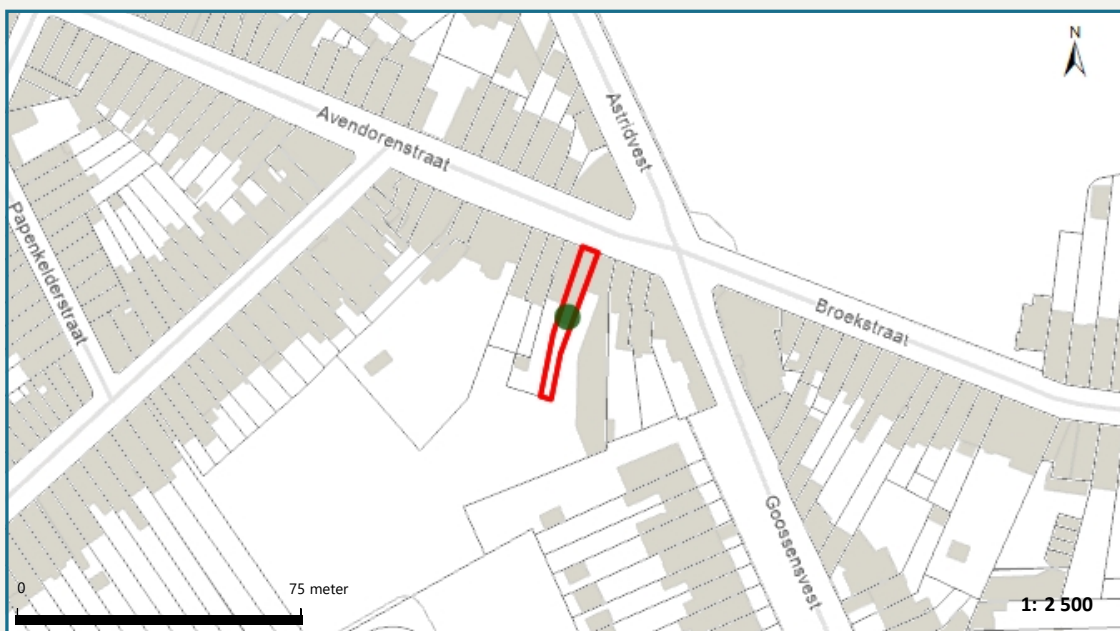 N
Avendorenstraat
Astridvest
Papenkelderstraat
Broekstraat
Goossensvest
0
75 meter
1: 2 500